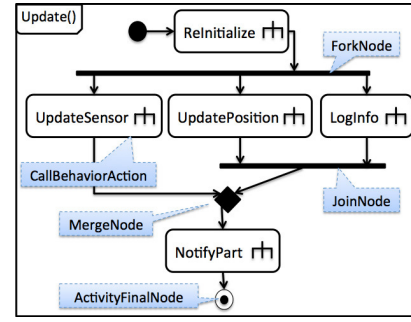 Update()
ReInitialize
ForkNode
UpdateSensor
UpdatePosition
LogInfo
CallBehaviorAction
MergeNode
JoinNode
NotifyPart
ActivityFinalNode